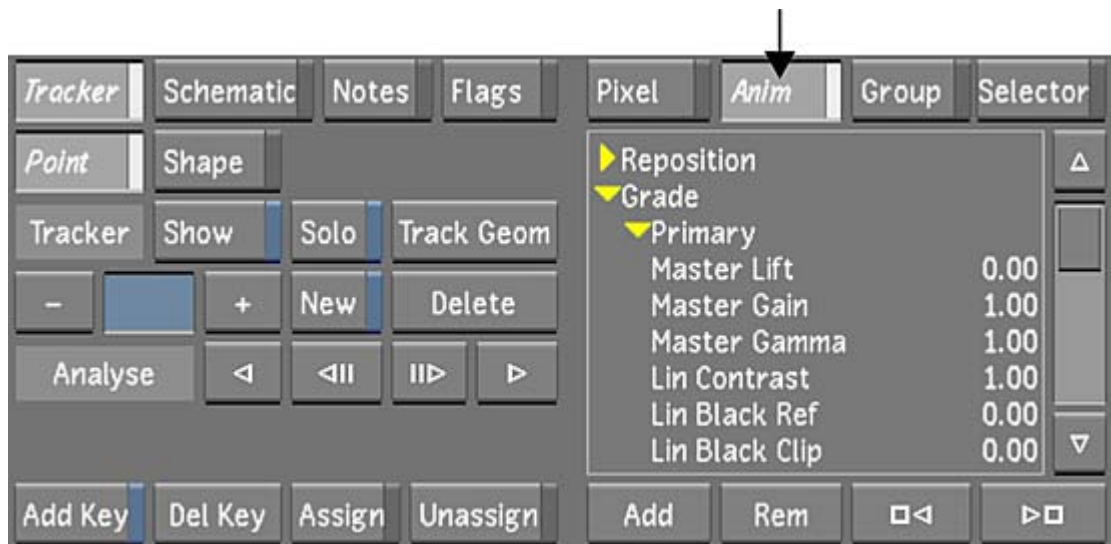 Tracker Schematic Notes Flags Pixel Anim Group Selector
Point Shape
Tracker Show Solo Track Geom
- + New Delete
Analyse
Add Key Del Key Assign Unassign
Reposition
Grade
Primary
Master Lift 0.00
Master Gain 1.00
Master Gamma 1.00
Lin Contrast 1.00
Lin Black Ref 0.00
Lin Black Clip 0.00
Add Rem